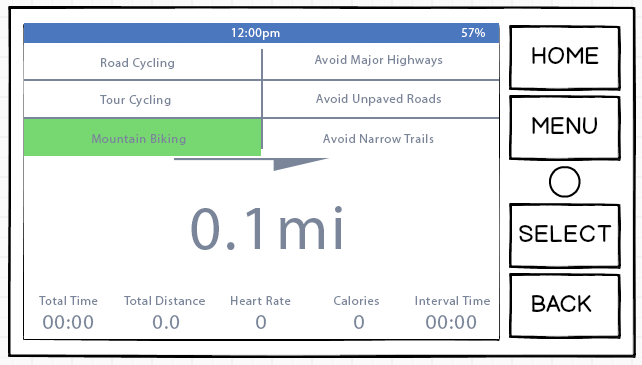 12:00pm 57%
Road Cycling Avoid Major Highways
Tour Cycling Avoid Unpaved Roads
Mountain Biking Avoid Narrow Trails
0.1mi
Total Time Total Distance Heart Rate Calories Interval Time
00:00 0.0 0 0 00:00
HOME
MENU
SELECT
BACK